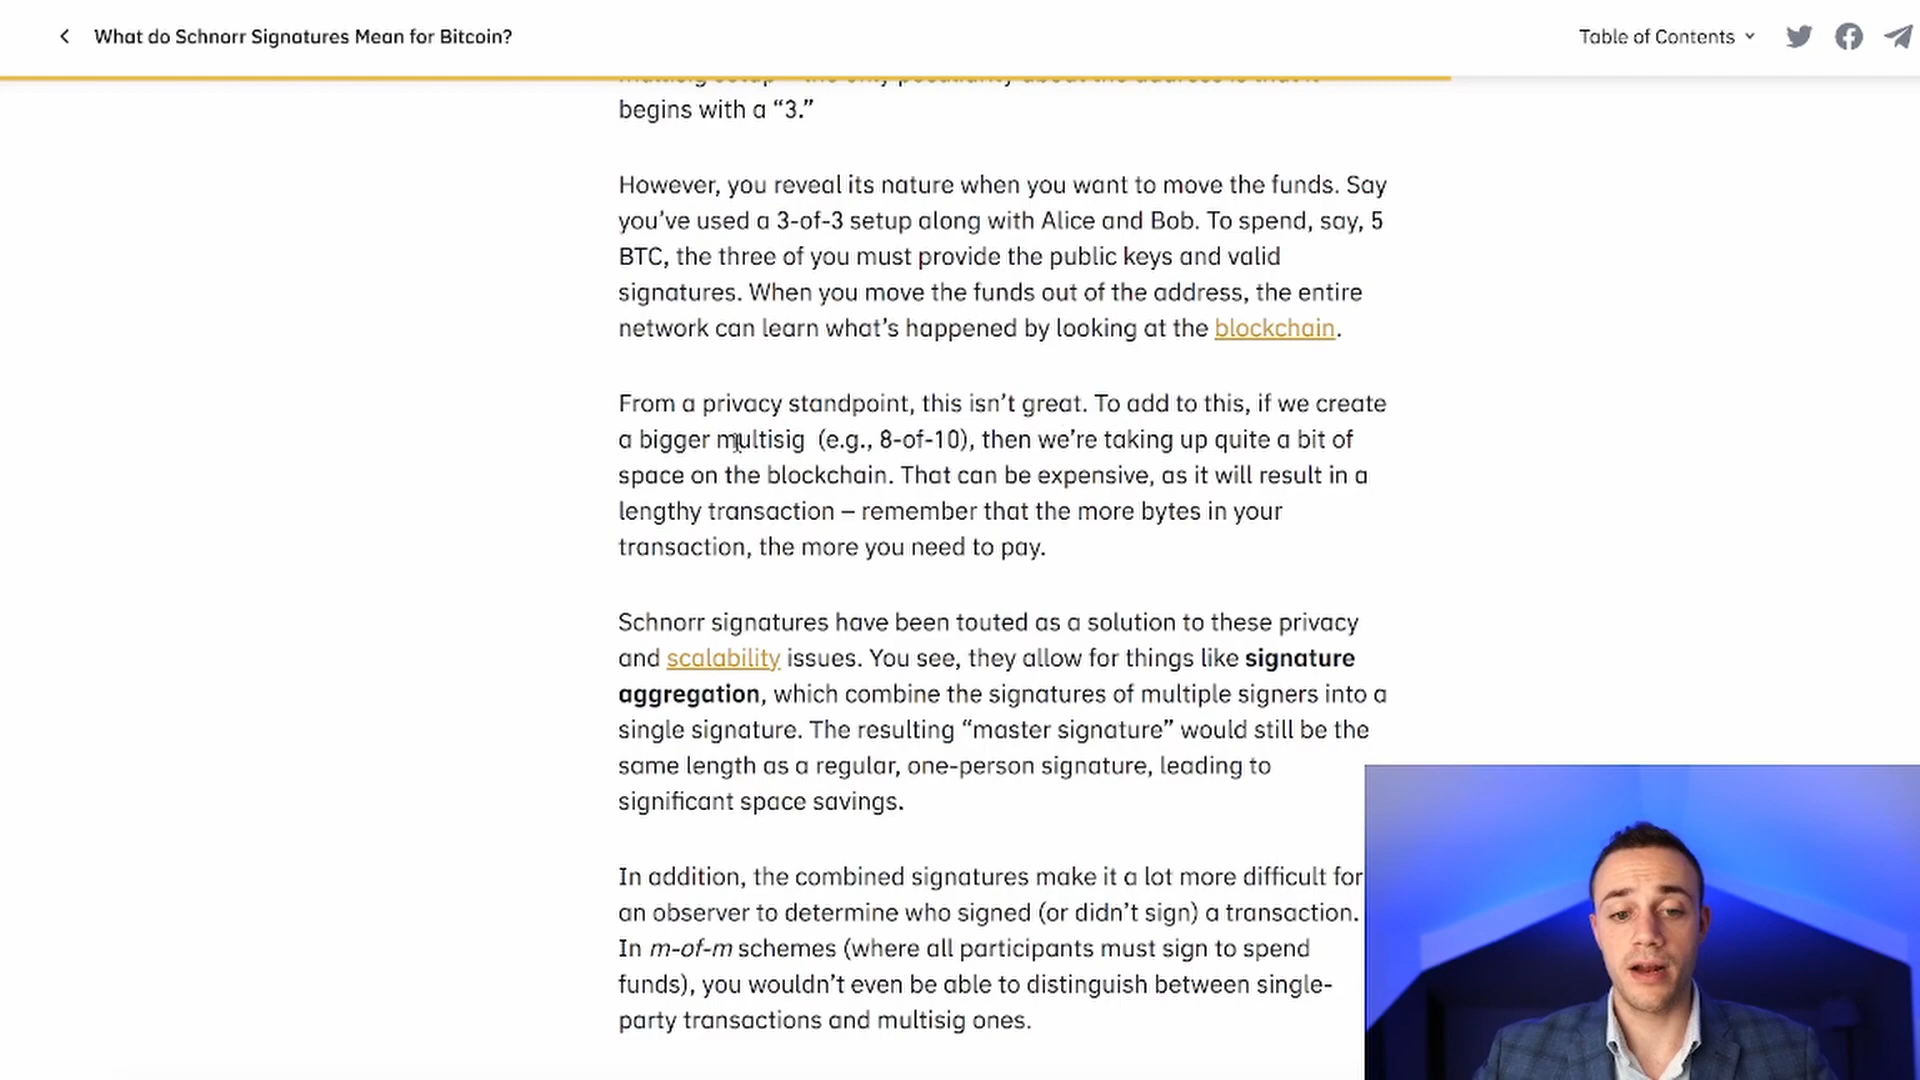 What do Schnorr Signatures Mean for Bitcoin?
Table of Contents
multisig setup – the only peculiarity about the address is that it
begins with a “3.”
However, you reveal its nature when you want to move the funds. Say
you’ve used a 3-of-3 setup along with Alice and Bob. To spend, say, 5
BTC, the three of you must provide the public keys and valid
signatures. When you move the funds out of the address, the entire
network can learn what’s happened by looking at the blockchain.
From a privacy standpoint, this isn’t great. To add to this, if we create
a bigger multisig (e.g., 8-of-10), then we’re taking up quite a bit of
space on the blockchain. That can be expensive, as it will result in a
lengthy transaction – remember that the more bytes in your
transaction, the more you need to pay.
Schnorr signatures have been touted as a solution to these privacy
and scalability issues. You see, they allow for things like signature
aggregation, which combine the signatures of multiple signers into a
single signature. The resulting “master signature” would still be the
same length as a regular, one-person signature, leading to
significant space savings.
In addition, the combined signatures make it a lot more difficult for
an observer to determine who signed (or didn’t sign) a transaction.
In m-of-m schemes (where all participants must sign to spend
funds), you wouldn’t even be able to distinguish between single-
party transactions and multisig ones.